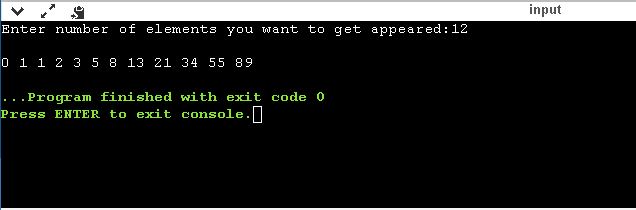 input
Enter number of elements you want to get appeared:12
0 1 1 2 3 5 8 13 21 34 55 89
...Program finished with exit code 0
Press ENTER to exit console.